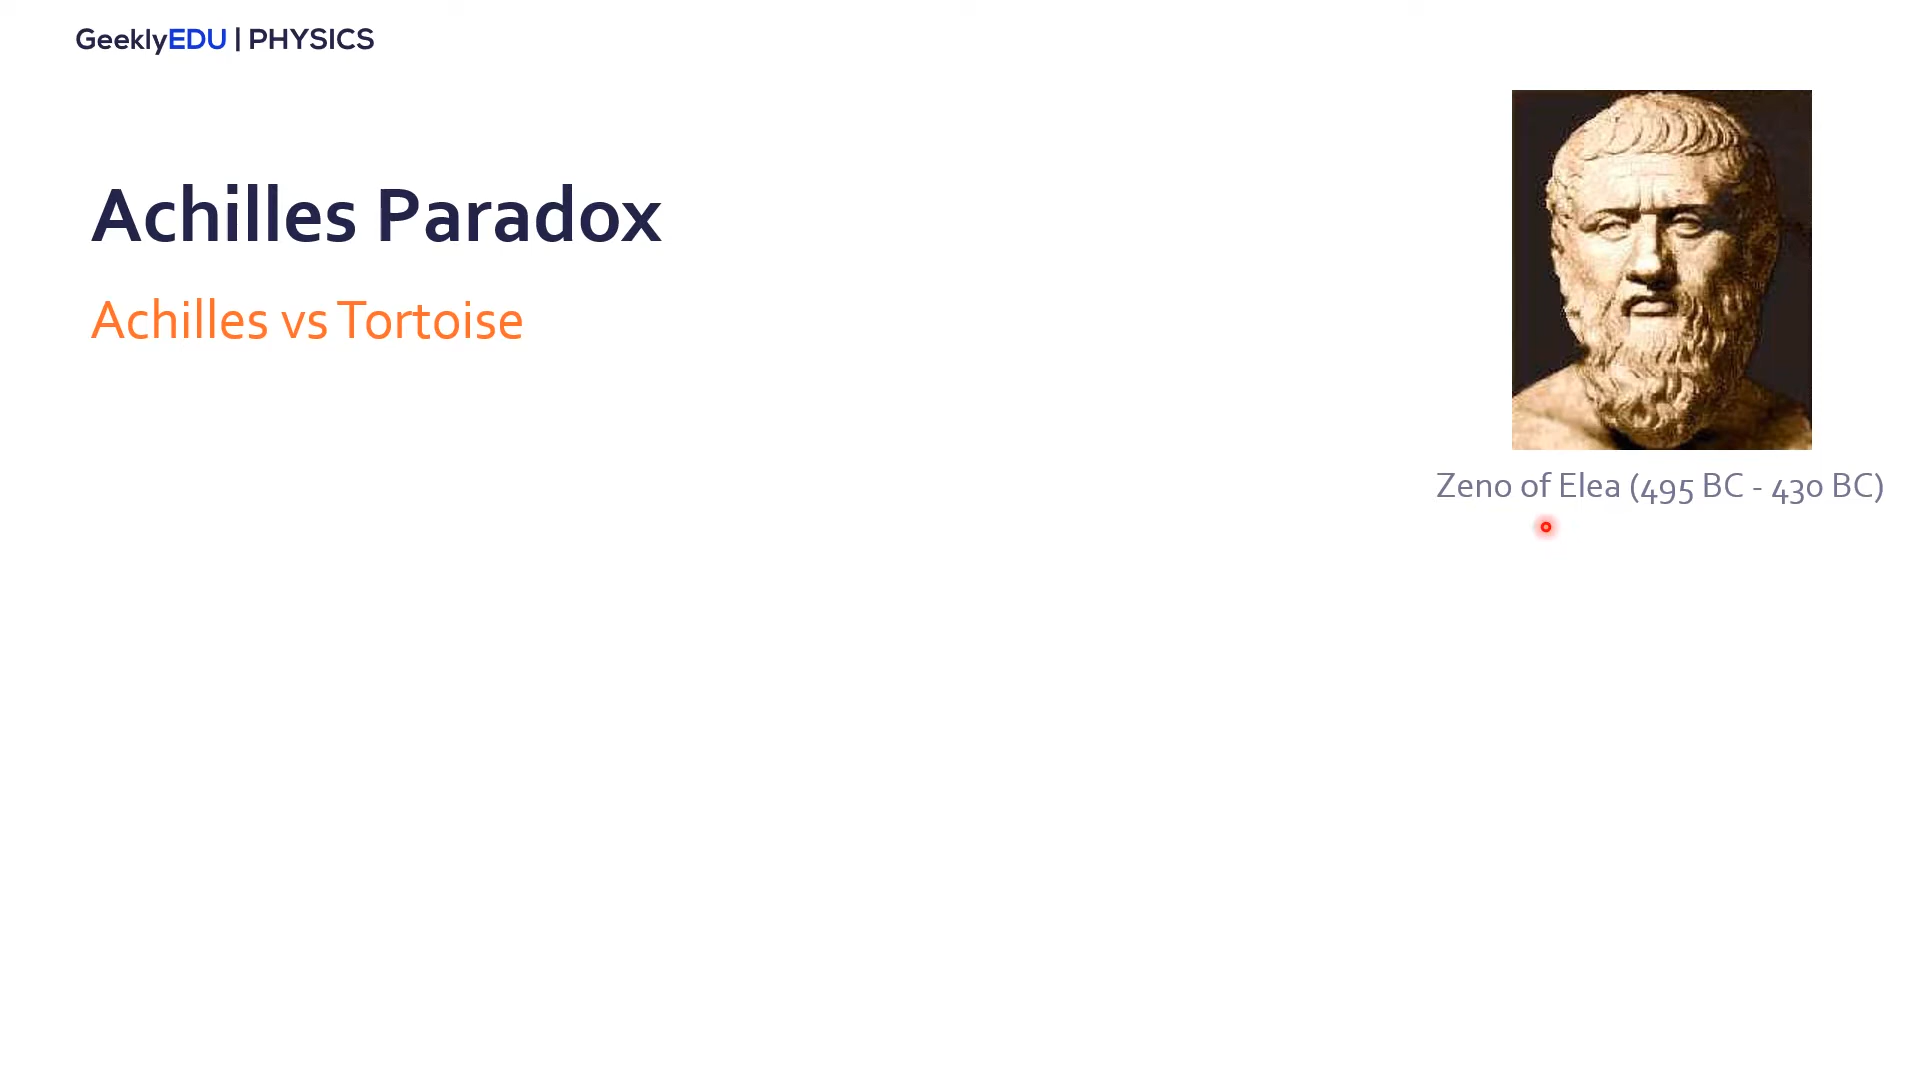 GeeklyEDU | PHYSICS
Achilles Paradox
Achilles vs Tortoise
Zeno of Elea (495 BC - 430 BC)